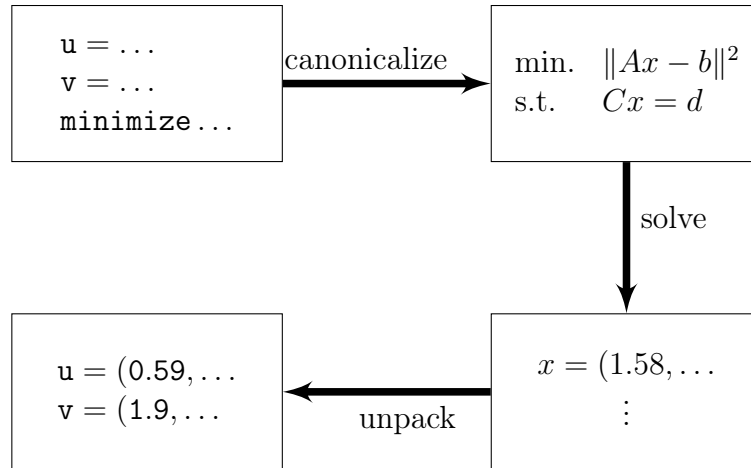 u = ...
v = ...
minimize ...
canonicalize
min. ‖Ax − b‖²
s.t. Cx = d
solve
u = (0.59, ...
v = (1.9, ...
unpack
x = (1.58, ...
⋮